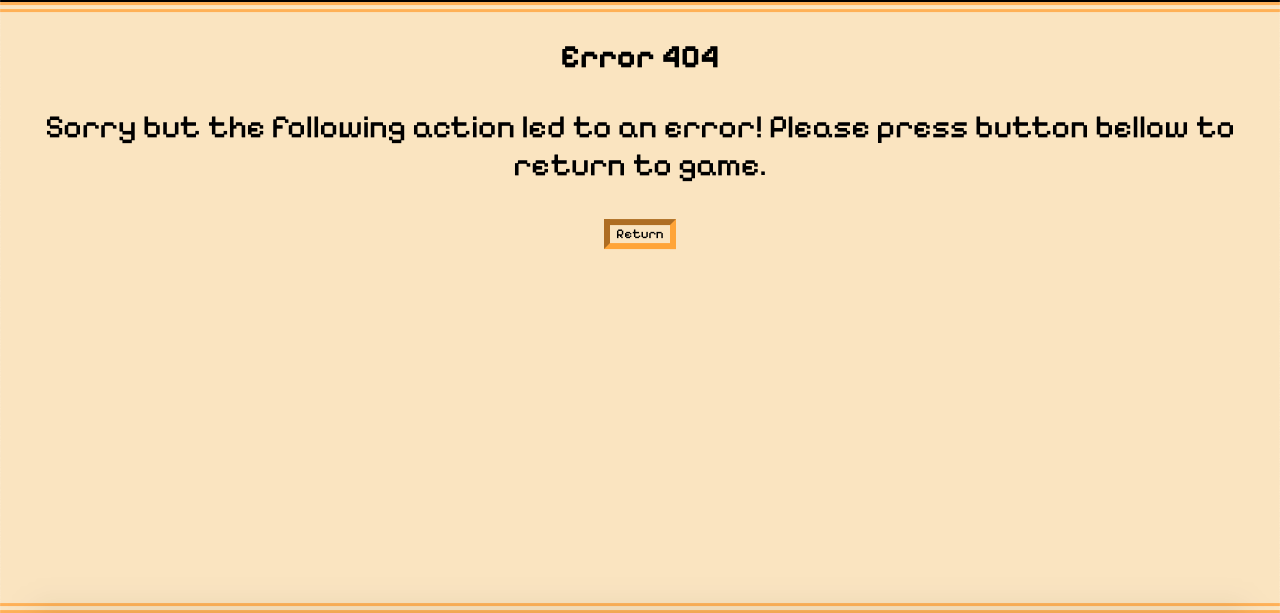 Error 404
Sorry but the following action led to an error! Please press button bellow to
return to game.
Return